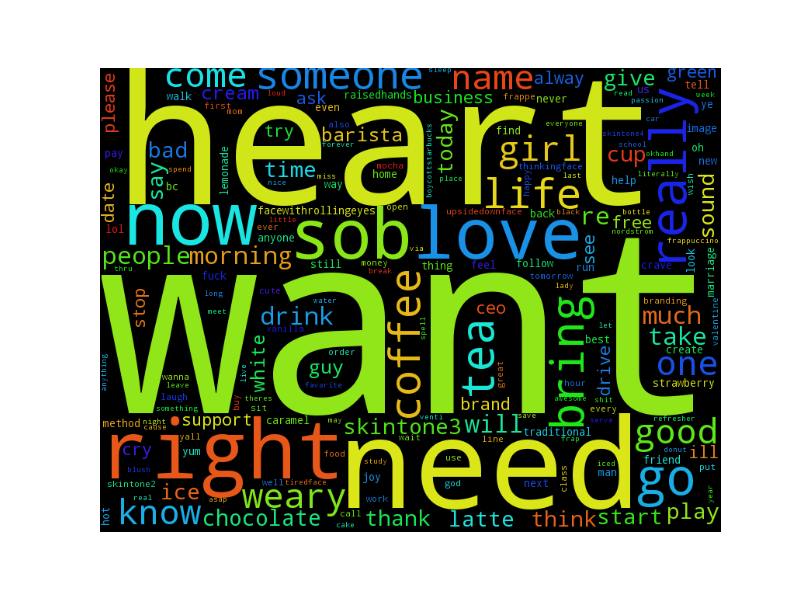 come someone name alway give green
sleep us tell
please walk cream loud ask raisedhands business frappe never read passion week
first mom even also ye
heart
try barista today find girl everyone skintone4 car image
bad time cup really oh
pay say lemonade forever mocha home boycottstarbucks thinkingface okhand school new
okay spend nice miss way place happy last help literally wish
date bc life sound
now facewithrollingeyes open upsidedownface back black bottle
lol little ever anyone sob love re free nordstrom
via see frappuccino
people morning still money thing feel follow tomorrow run crave look marriage
thru fuck break lady
want
stop long cute water coffee tea ceo bring branding much valentine
meet drink vanilla spell let
white order great best drive take create one
anything wanna live guy hour
leave theres favorite strawberry
laugh buy brand awesome shit
something sit venti save every refresher
method night support caramel may skintone3 will traditional serve good
cause yall wait line frap donut
right need
cry yum food use friend ill
blush well tiredface study joy god class iced man put
skintone2 real ice weary work next go year
asap call
hot know chocolate cake thank latte think start play